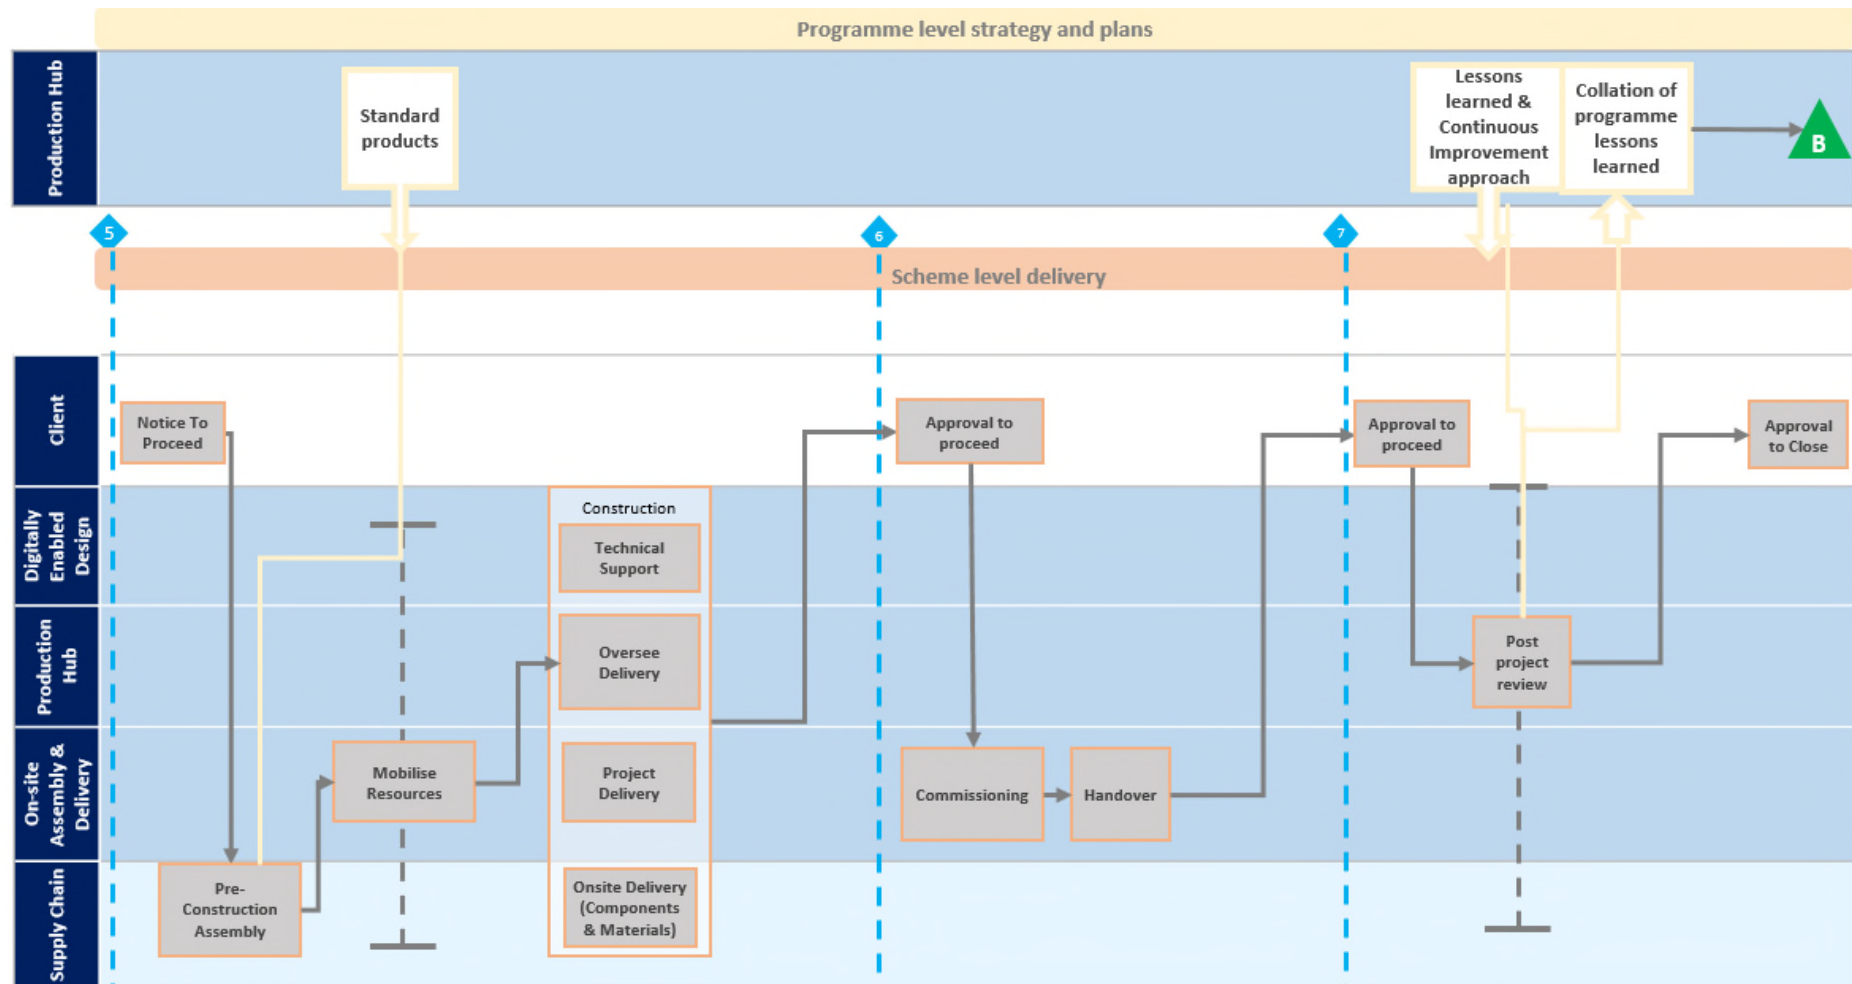 Programme level strategy and plans
Production Hub
Standard
products
Lessons
learned &
Continuous
Improvement
approach
Collation of
programme
lessons
learned
B
5
6
7
Scheme level delivery
Client
Notice To
Proceed
Approval to
proceed
Approval to
proceed
Approval
to Close
Digitally
Enabled
Design
Construction
Technical
Support
Production
Hub
Oversee
Delivery
Post
project
review
On-site
Assembly &
Delivery
Mobilise
Resources
Project
Delivery
Commissioning
Handover
Supply Chain
Pre-
Construction
Assembly
Onsite Delivery
(Components
& Materials)